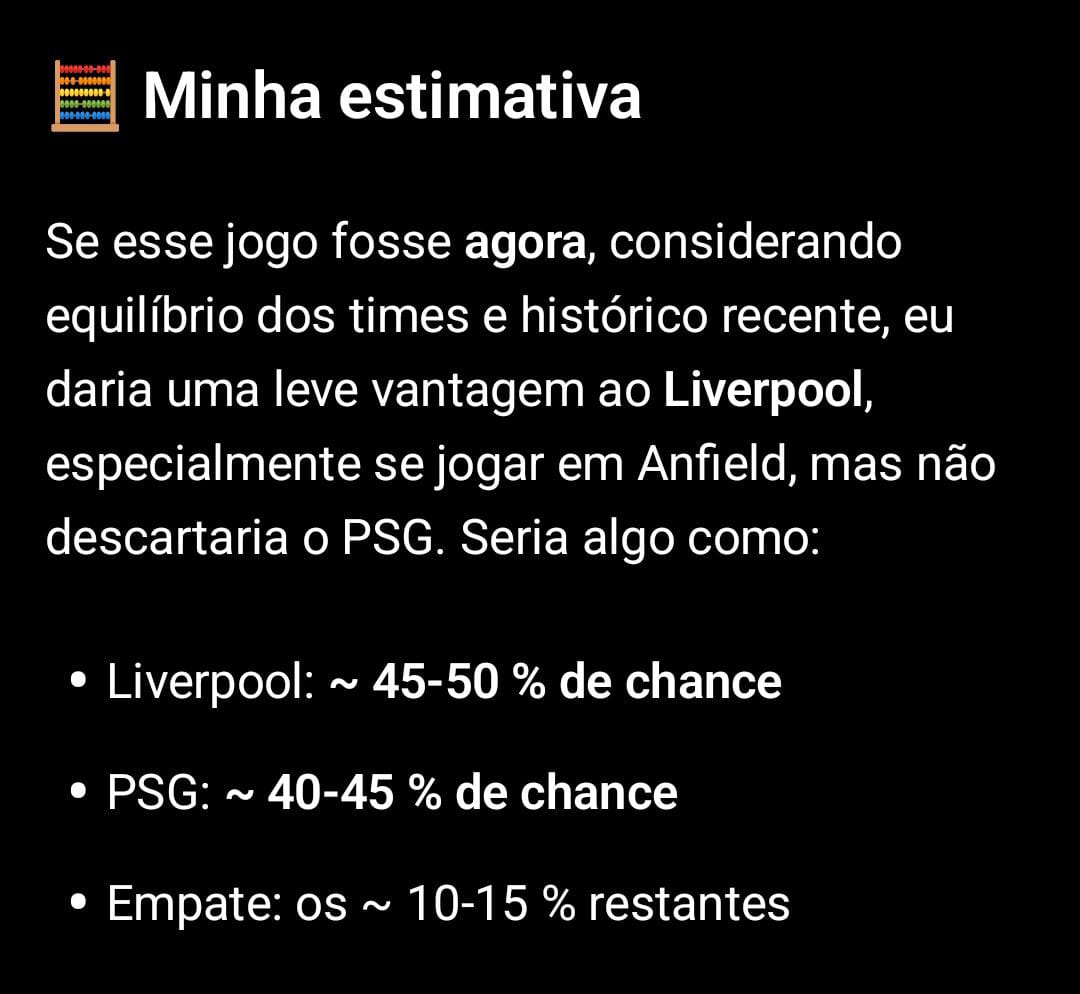 Minha estimativa
Se esse jogo fosse agora, considerando
equilíbrio dos times e histórico recente, eu
daria uma leve vantagem ao Liverpool,
especialmente se jogar em Anfield, mas não
descartaria o PSG. Seria algo como:
• Liverpool: ~ 45-50 % de chance
• PSG: ~ 40-45 % de chance
• Empate: os ~ 10-15 % restantes